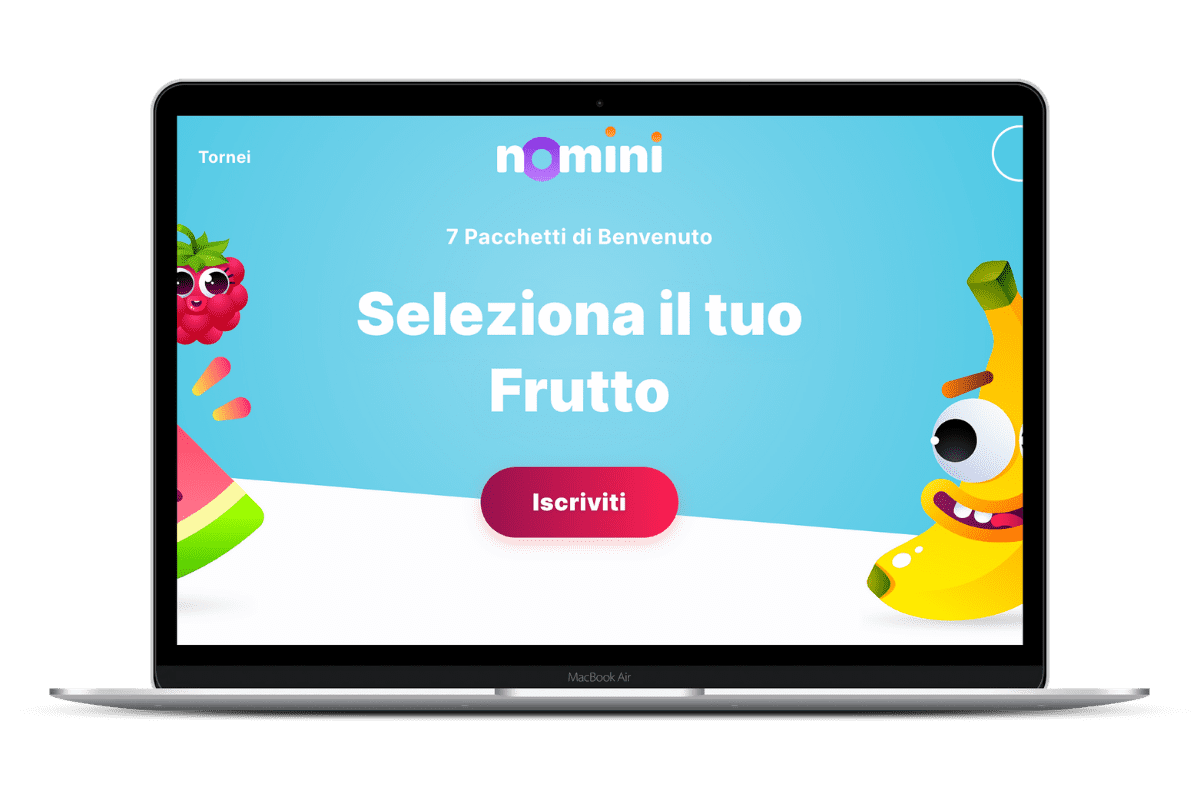 Tornei
nomini
7 Pacchetti di Benvenuto
Seleziona il tuo
Frutto
Iscriviti
MacBook Air